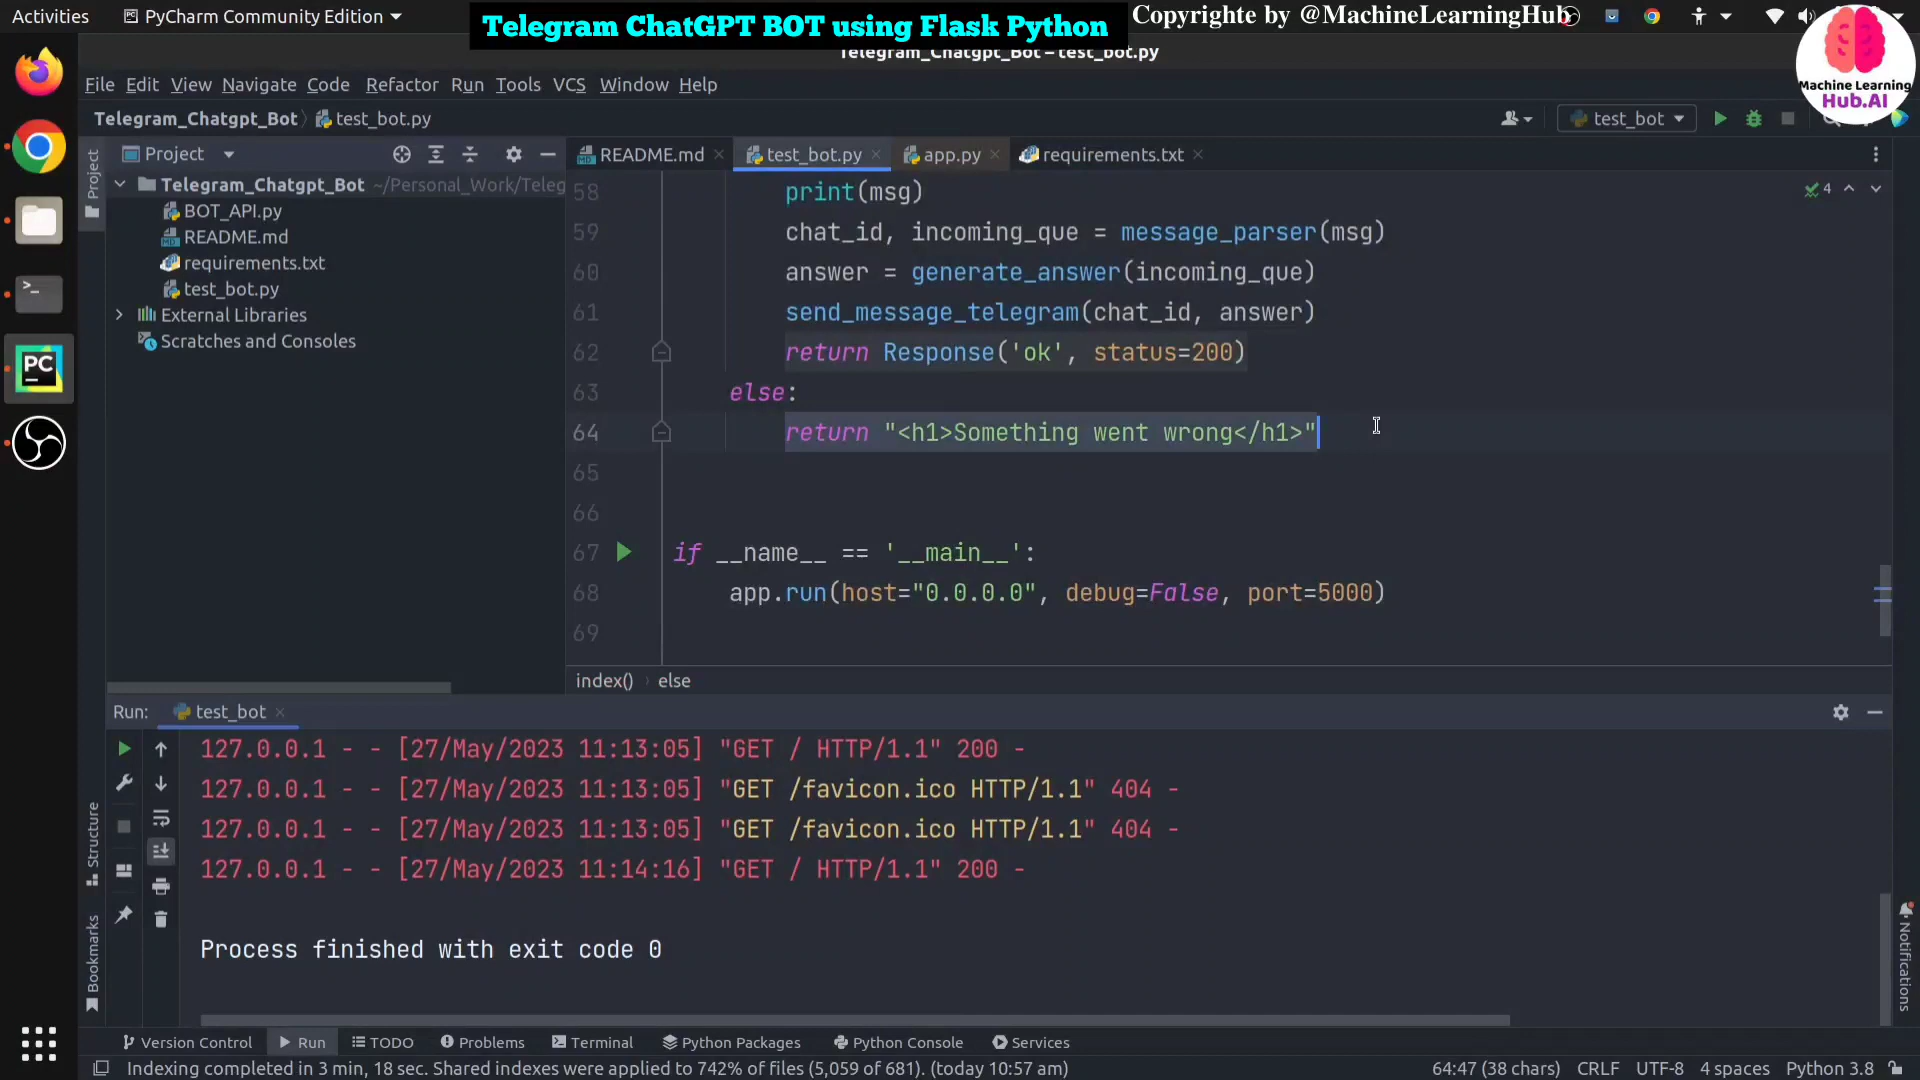 Activities
PyCharm Community Edition
Telegram ChatGPT BOT using Flask Python
Copyrighte by @MachineLearningHub
Telegram_Chatgpt_Bot – test_bot.py
Machine Learning
Hub.AI
File Edit View Navigate Code Refactor Run Tools VCS Window Help
Telegram_Chatgpt_Bot test_bot.py
test_bot
Project
Project
README.md
test_bot.py
app.py
requirements.txt
Telegram_Chatgpt_Bot ~/Personal_Work/Teleg
BOT_API.py
README.md
requirements.txt
test_bot.py
External Libraries
Scratches and Consoles
4
58 print(msg)
59 chat_id, incoming_que = message_parser(msg)
60 answer = generate_answer(incoming_que)
61 send_message_telegram(chat_id, answer)
62 return Response('ok', status=200)
63 else:
64 return "<h1>Something went wrong</h1>"
65
66
67 if __name__ == '__main__':
68 app.run(host="0.0.0.0", debug=False, port=5000)
69
index() else
Run: test_bot
127.0.0.1 - - [27/May/2023 11:13:05] "GET / HTTP/1.1" 200 -
127.0.0.1 - - [27/May/2023 11:13:05] "GET /favicon.ico HTTP/1.1" 404 -
127.0.0.1 - - [27/May/2023 11:13:05] "GET /favicon.ico HTTP/1.1" 404 -
127.0.0.1 - - [27/May/2023 11:14:16] "GET / HTTP/1.1" 200 -
Process finished with exit code 0
Structure
Bookmarks
Notifications
Version Control Run TODO Problems Terminal Python Packages Python Console Services
Indexing completed in 3 min, 18 sec. Shared indexes were applied to 742% of files (5,059 of 681). (today 10:57 am)
64:47 (38 chars) CRLF UTF-8 4 spaces Python 3.8